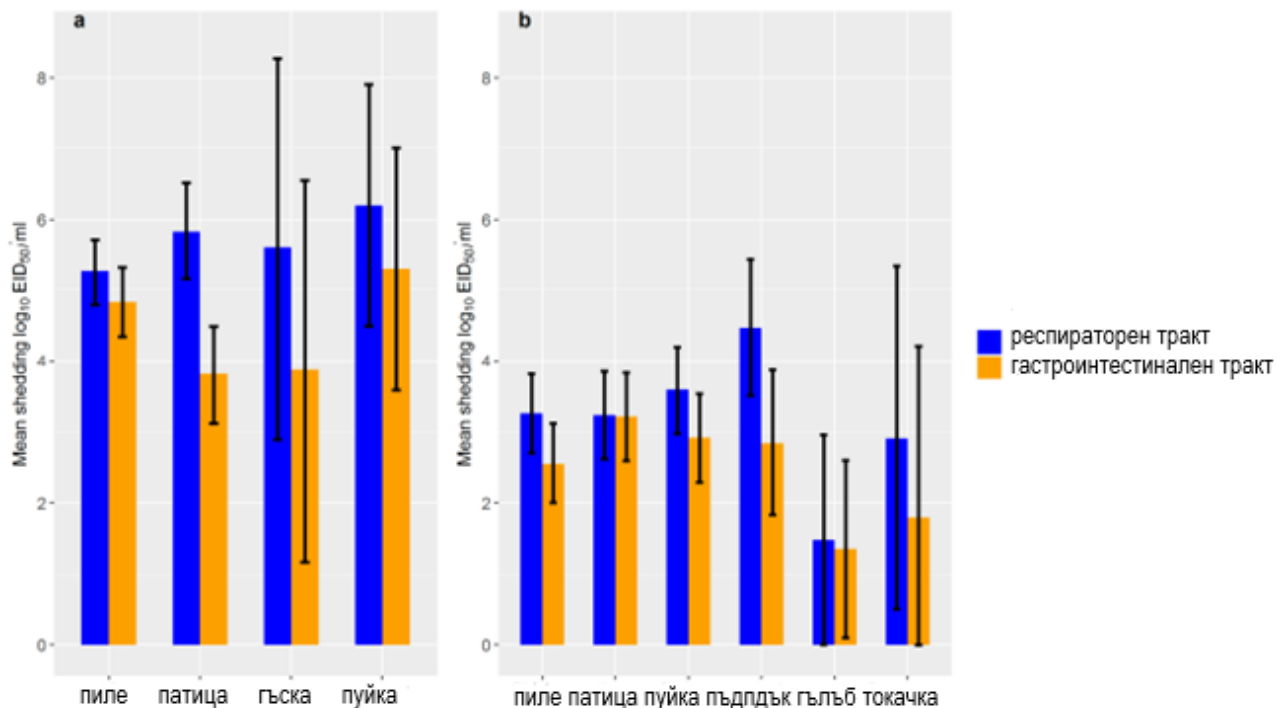 a
b
8
6
4
2
0
Mean shedding log₁₀ EID₅₀/ml
пиле патица гъска пуйка
8
6
4
2
0
Mean shedding log₁₀ EID₅₀/ml
пиле патица пуйка пъдпдък гълъб токачка
респираторен тракт
гастроинтестинален тракт